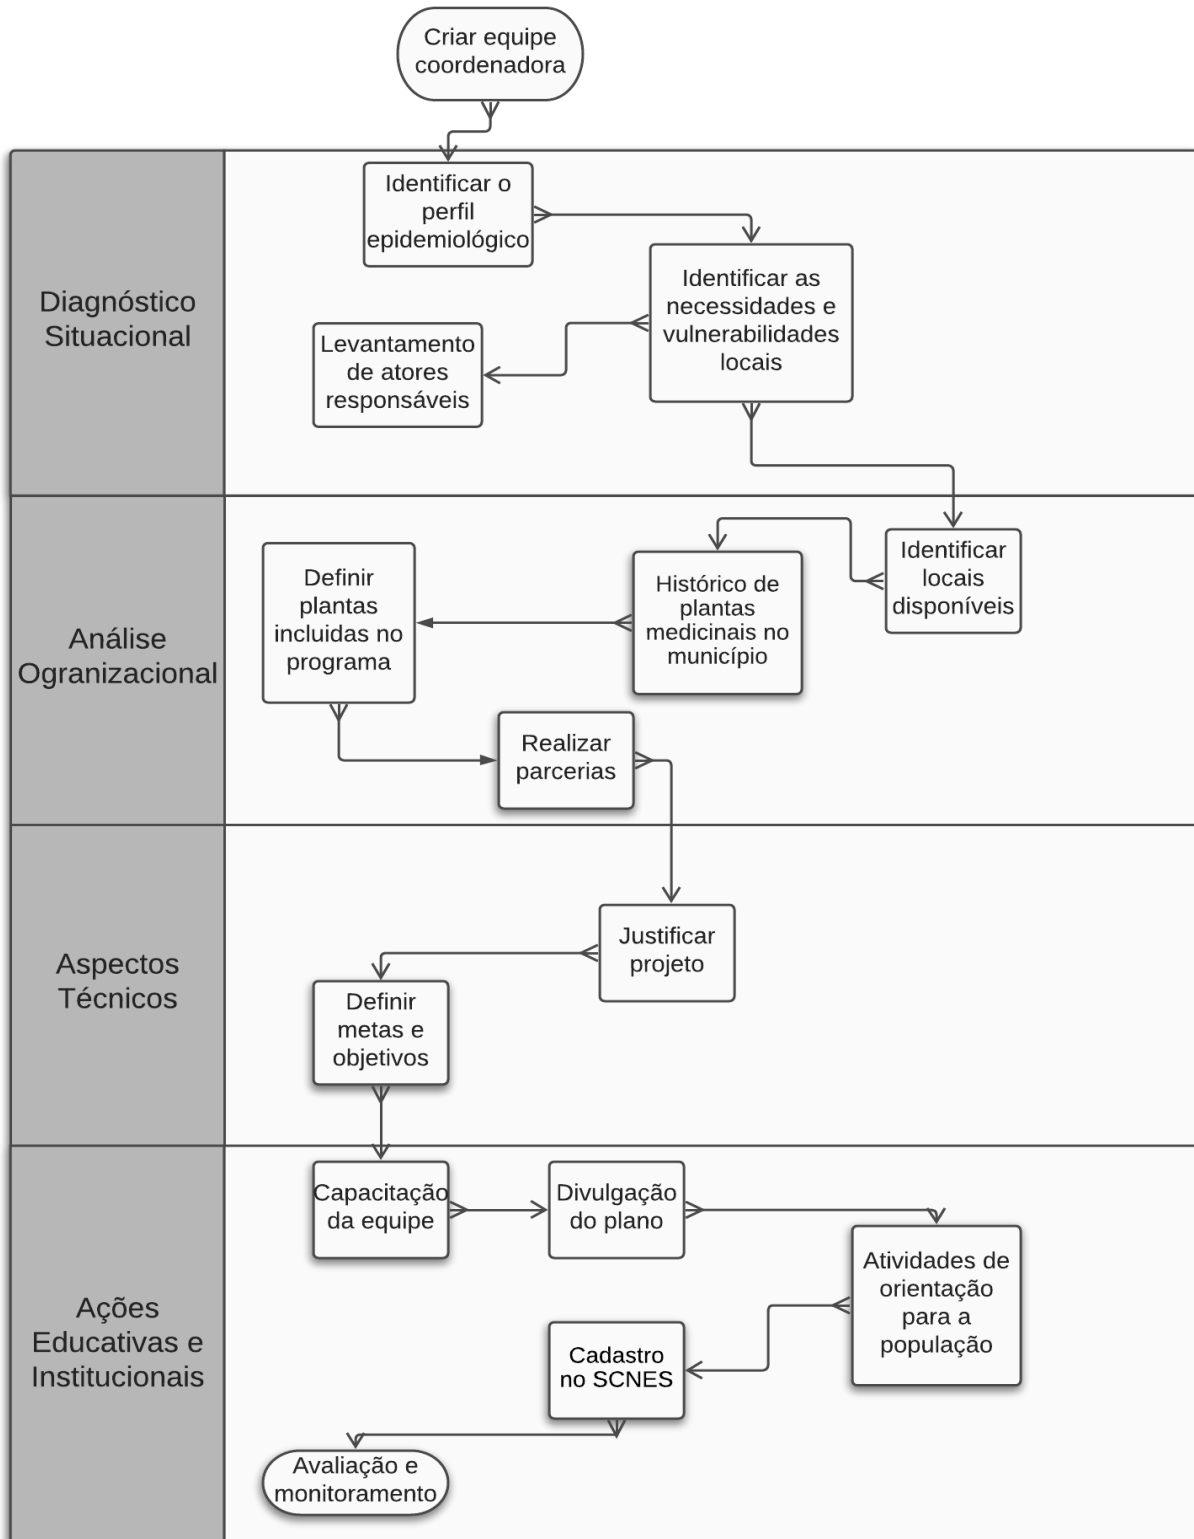 Criar equipe
coordenadora
Diagnóstico
Situacional
Identificar o
perfil
epidemiológico
Identificar as
necessidades e
vulnerabilidades
locais
Levantamento
de atores
responsáveis
Análise
Ogranizacional
Identificar
locais
disponíveis
Histórico de
plantas
medicinais no
município
Definir
plantas
incluidas no
programa
Realizar
parcerias
Aspectos
Técnicos
Justificar
projeto
Definir
metas e
objetivos
Ações
Educativas e
Institucionais
Capacitação
da equipe
Divulgação
do plano
Atividades de
orientação
para a
população
Cadastro
no SCNES
Avaliação e
monitoramento